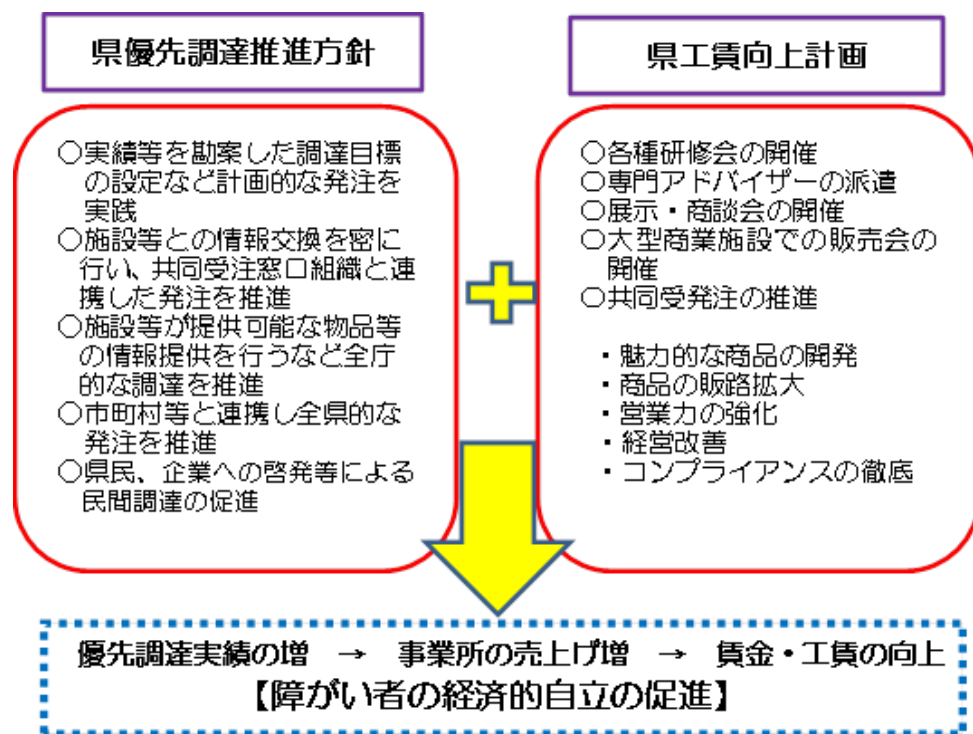 県優先調達推進方針
○実績等を勘案した調達目標
の設定など計画的な発注を
実践
○施設等との情報交換を密に
行い、共同受注窓口組織と連
携した発注を推進
○施設等が提供可能な物品等
の情報提供を行うなど全庁
的な調達を推進
○市町村等と連携し全県的な
発注を推進
○県民、企業への啓発等による
民間調達の促進
県工賃向上計画
○各種研修会の開催
○専門アドバイザーの派遣
○展示・商談会の開催
○大型商業施設での販売会の
開催
○共同受発注の推進
・魅力的な商品の開発
・商品の販路拡大
・営業力の強化
・経営改善
・コンプライアンスの徹底
優先調達実績の増 → 事業所の売上げ増 → 賃金・工賃の向上
【障がい者の経済的自立の促進】